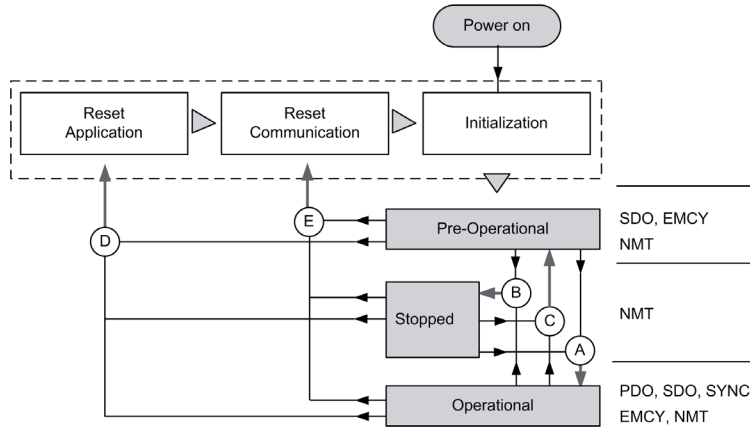 Power on
Reset
Application
Reset
Communication
Initialization
Pre-Operational
SDO, EMCY
NMT
E
D
B
Stopped
C
NMT
A
Operational
PDO, SDO, SYNC
EMCY, NMT